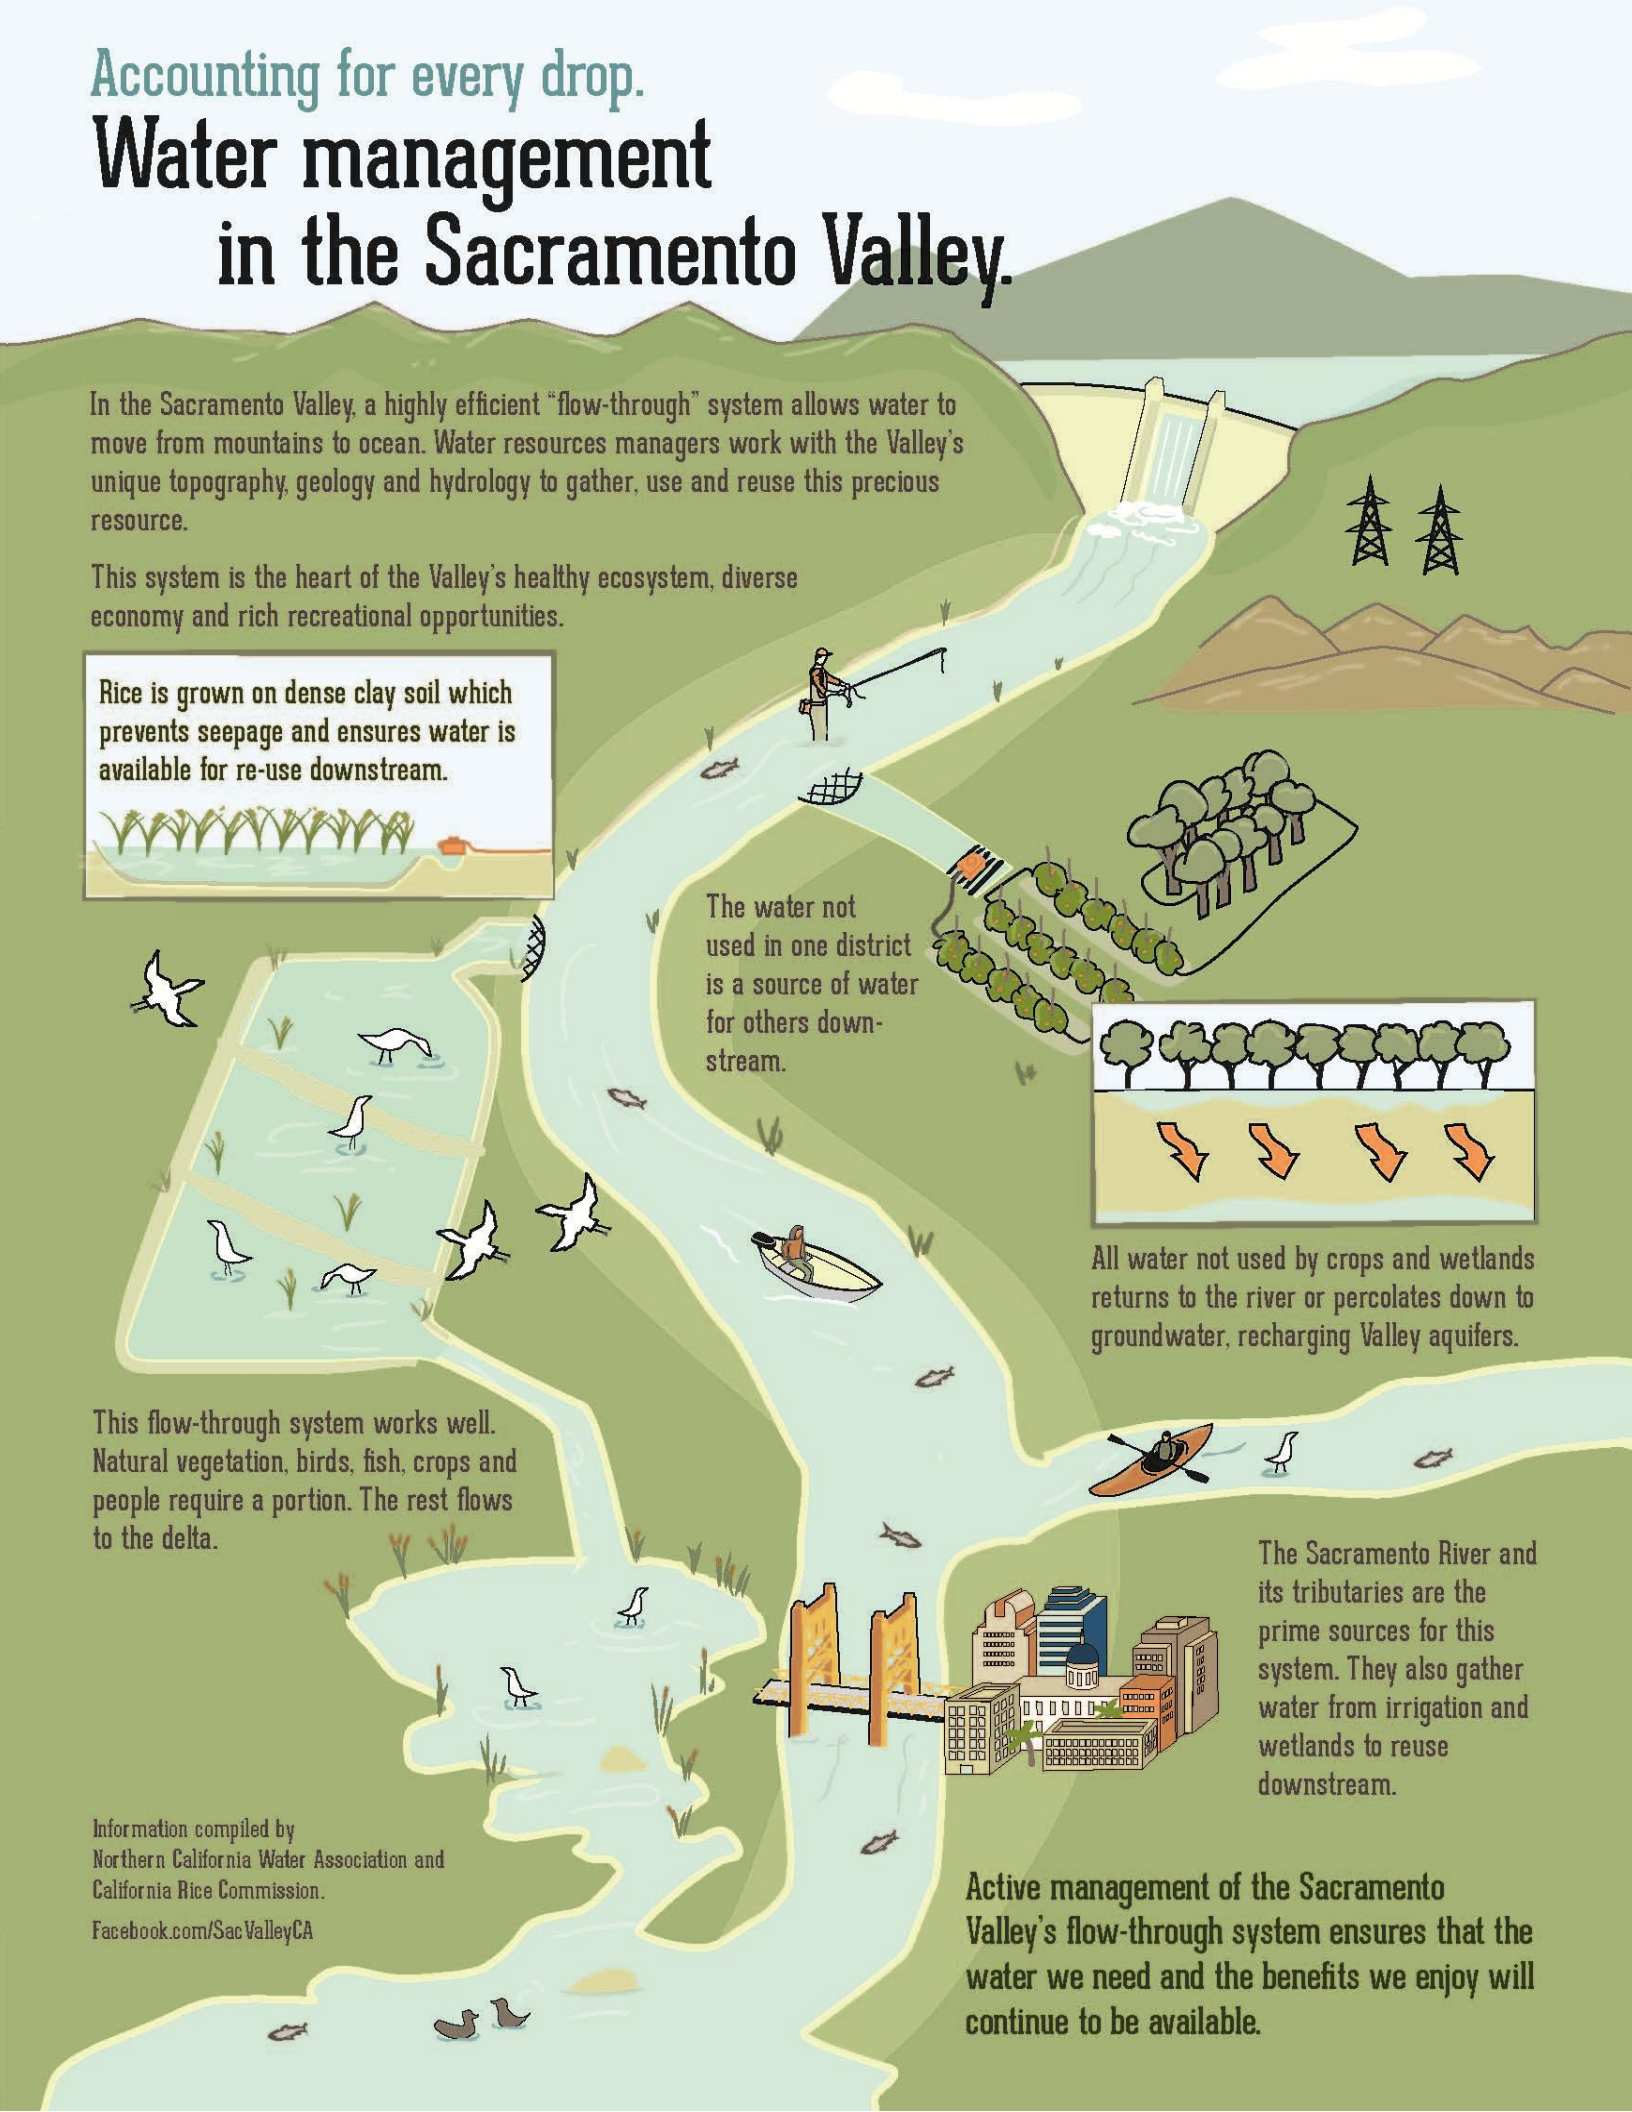 Accounting for every drop.
Water management
in the Sacramento Valley.
In the Sacramento Valley, a highly efficient “flow-through” system allows water to
move from mountains to ocean. Water resources managers work with the Valley’s
unique topography, geology and hydrology to gather, use and reuse this precious
resource.
This system is the heart of the Valley’s healthy ecosystem, diverse
economy and rich recreational opportunities.
Rice is grown on dense clay soil which
prevents seepage and ensures water is
available for re-use downstream.
The water not
used in one district
is a source of water
for others down-
stream.
All water not used by crops and wetlands
returns to the river or percolates down to
groundwater, recharging Valley aquifers.
This flow-through system works well.
Natural vegetation, birds, fish, crops and
people require a portion. The rest flows
to the delta.
The Sacramento River and
its tributaries are the
prime sources for this
system. They also gather
water from irrigation and
wetlands to reuse
downstream.
Information compiled by
Northern California Water Association and
California Rice Commission.
Facebook.com/SacValleyCA
Active management of the Sacramento
Valley’s flow-through system ensures that the
water we need and the benefits we enjoy will
continue to be available.